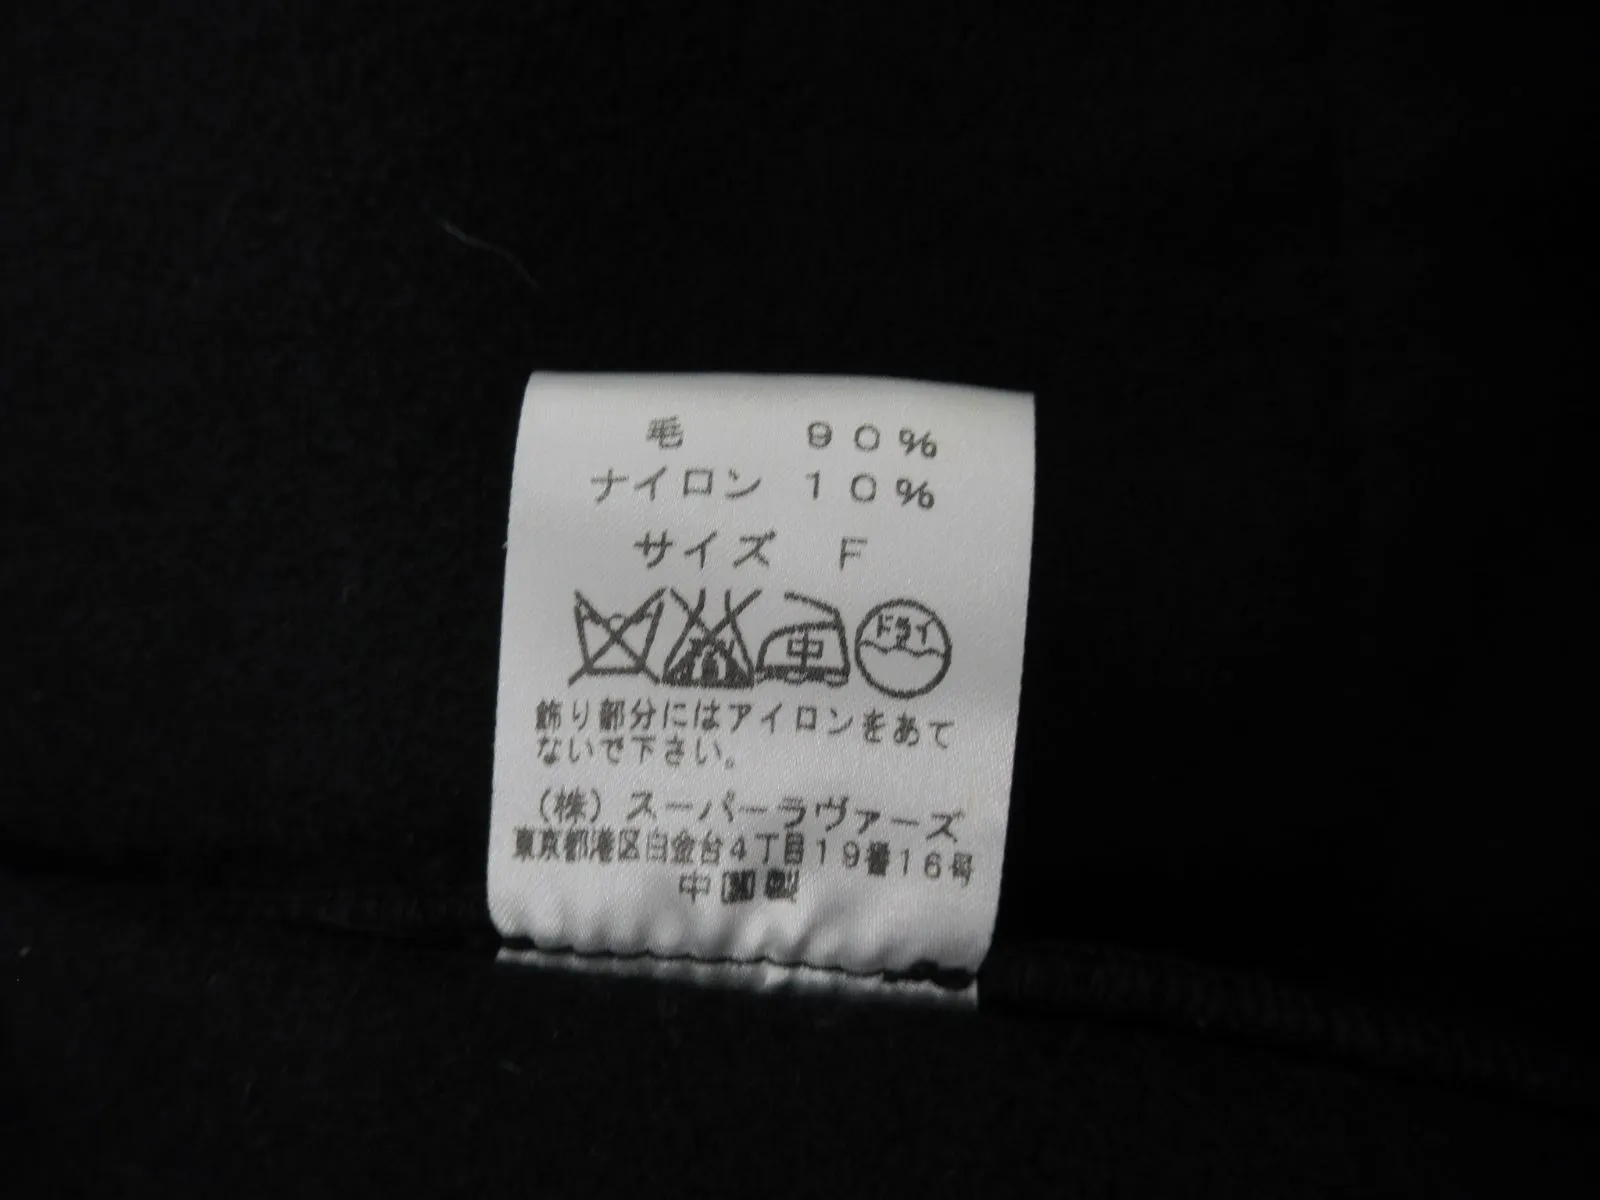 毛 90%
ナイロン 10%
サイズ F
中 ドライ
飾り部分にはアイロンをあて
ないで下さい。
(株) スーパーラヴァーズ
東京都港区白金台4丁目19番16号
中国製